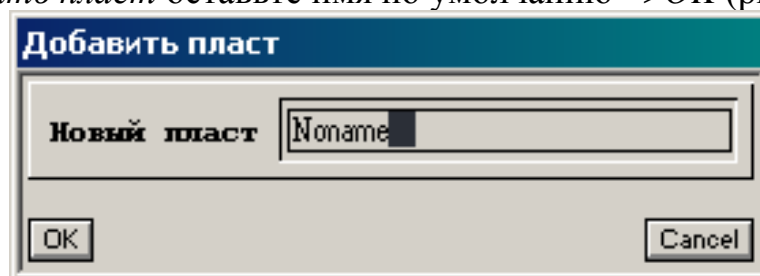 пласт оставьте имя по умолчанию
Добавить пласт
Новый пласт Noname
OK Cancel